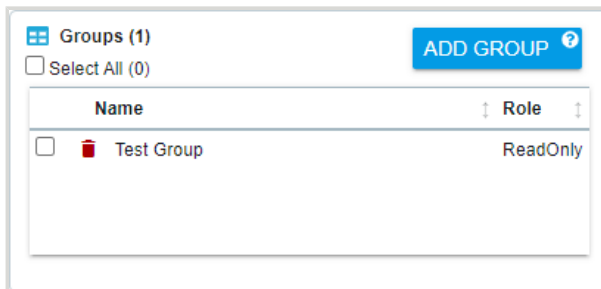 Groups (1)
ADD GROUP ?
Select All (0)
Name Role
Test Group ReadOnly